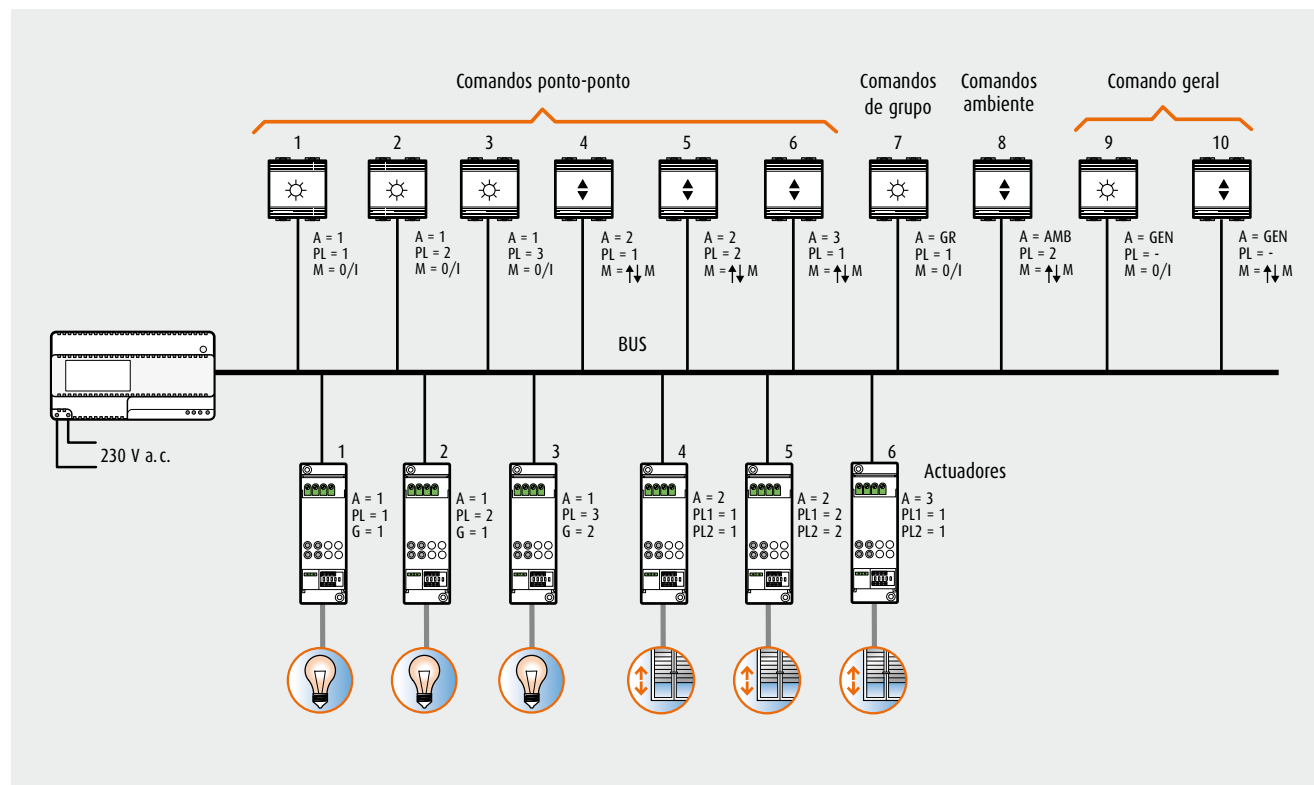 Comandos ponto-ponto
Comandos
de grupo
Comandos
ambiente
Comando geral
1
2
3
4
5
6
7
8
9
10
A = 1
PL = 1
M = 0/I
A = 1
PL = 2
M = 0/I
A = 1
PL = 3
M = 0/I
A = 2
PL = 1
M = ↑↓ M
A = 2
PL = 2
M = ↑↓ M
A = 3
PL = 1
M = ↑↓ M
A = GR
PL = 1
M = 0/I
A = AMB
PL = 2
M = ↑↓ M
A = GEN
PL = -
M = 0/I
A = GEN
PL = -
M = ↑↓ M
BUS
230 V a.c.
1
2
3
4
5
6
Actuadores
A = 1
PL = 1
G = 1
A = 1
PL = 2
G = 1
A = 1
PL = 3
G = 2
A = 2
PL1 = 1
PL2 = 1
A = 2
PL1 = 2
PL2 = 2
A = 3
PL1 = 1
PL2 = 1